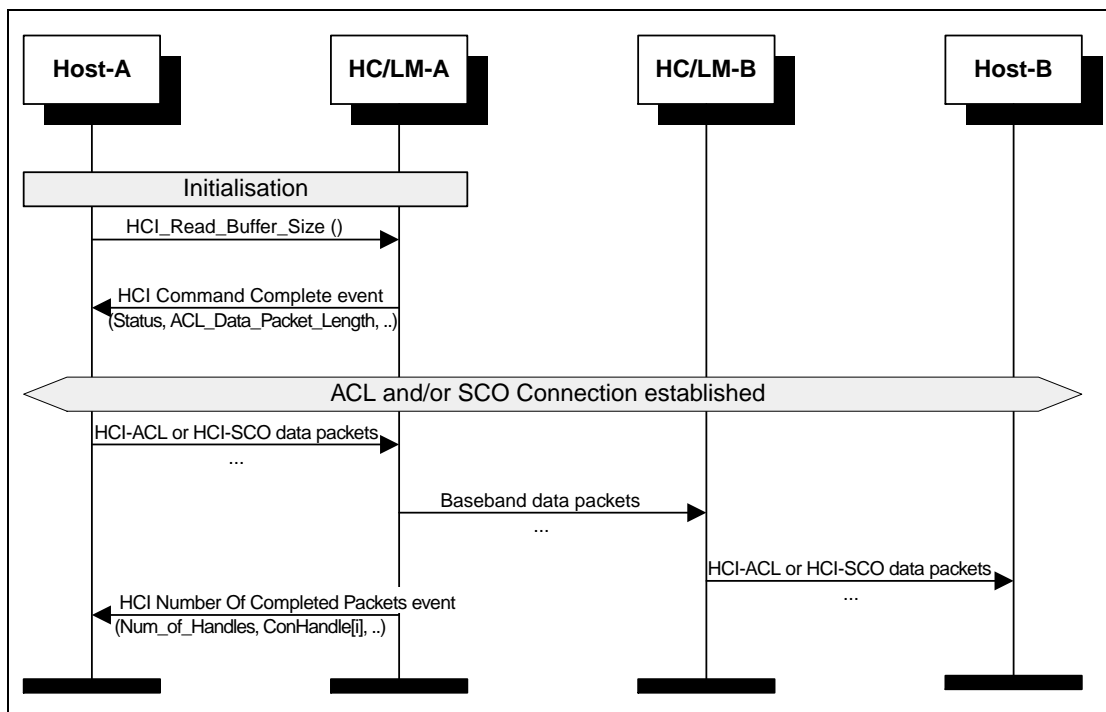 Host-A
HC/LM-A
HC/LM-B
Host-B
Initialisation
HCI_Read_Buffer_Size ()
HCI Command Complete event
(Status, ACL_Data_Packet_Length, ..)
ACL and/or SCO Connection established
HCI-ACL or HCI-SCO data packets
...
Baseband data packets
...
HCI-ACL or HCI-SCO data packets
...
HCI Number Of Completed Packets event
(Num_of_Handles, ConHandle[i], ..)